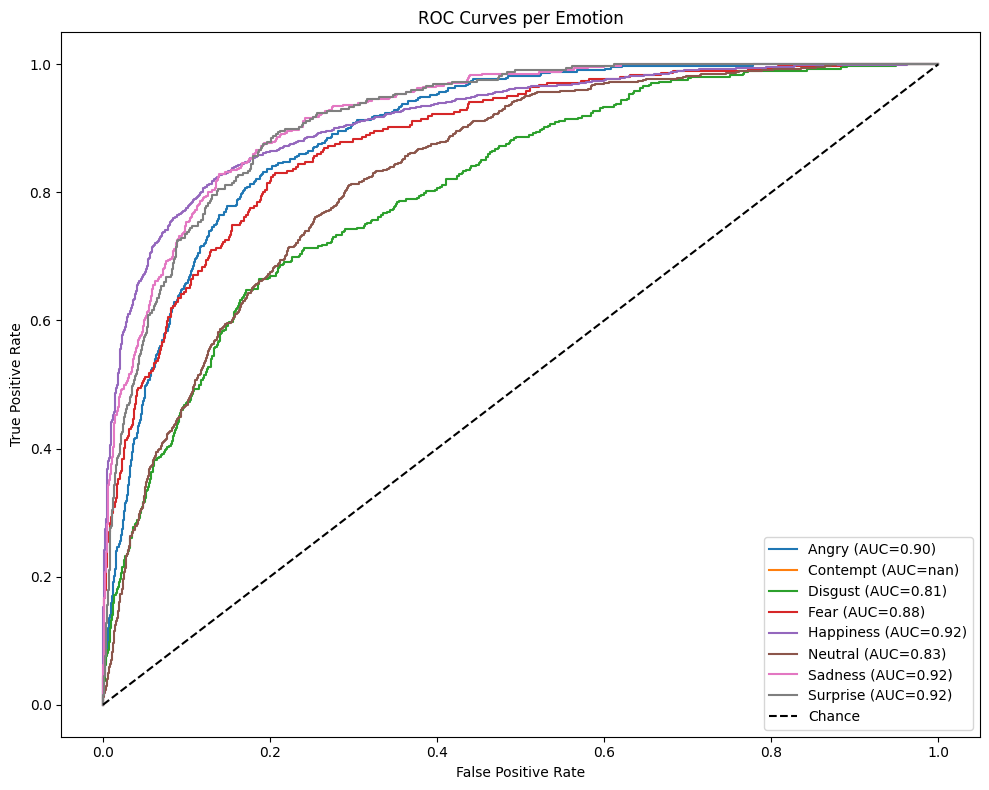 ROC Curves per Emotion
True Positive Rate
1.0
0.8
0.6
0.4
0.2
0.0
0.0 0.2 0.4 0.6 0.8 1.0
False Positive Rate
Angry (AUC=0.90)
Contempt (AUC=nan)
Disgust (AUC=0.81)
Fear (AUC=0.88)
Happiness (AUC=0.92)
Neutral (AUC=0.83)
Sadness (AUC=0.92)
Surprise (AUC=0.92)
Chance